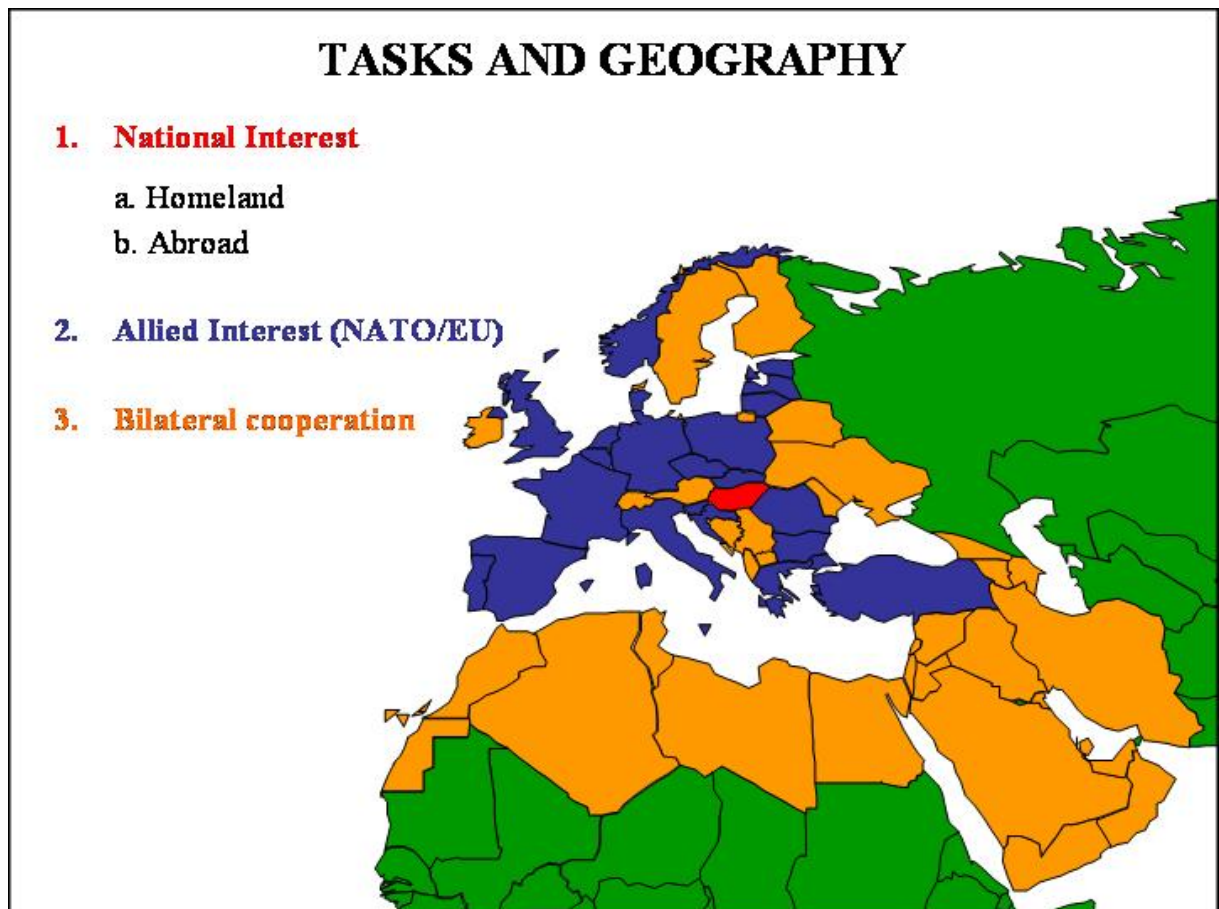 TASKS AND GEOGRAPHY
1. National Interest
a. Homeland
b. Abroad
2. Allied Interest (NATO/EU)
3. Bilateral cooperation